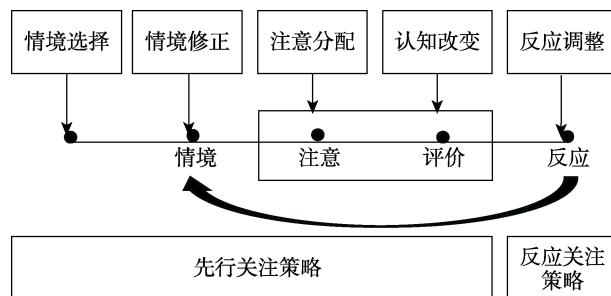 情境选择
情境修正
注意分配
认知改变
反应调整
情境
注意
评价
反应
先行关注策略
反应关注
策略